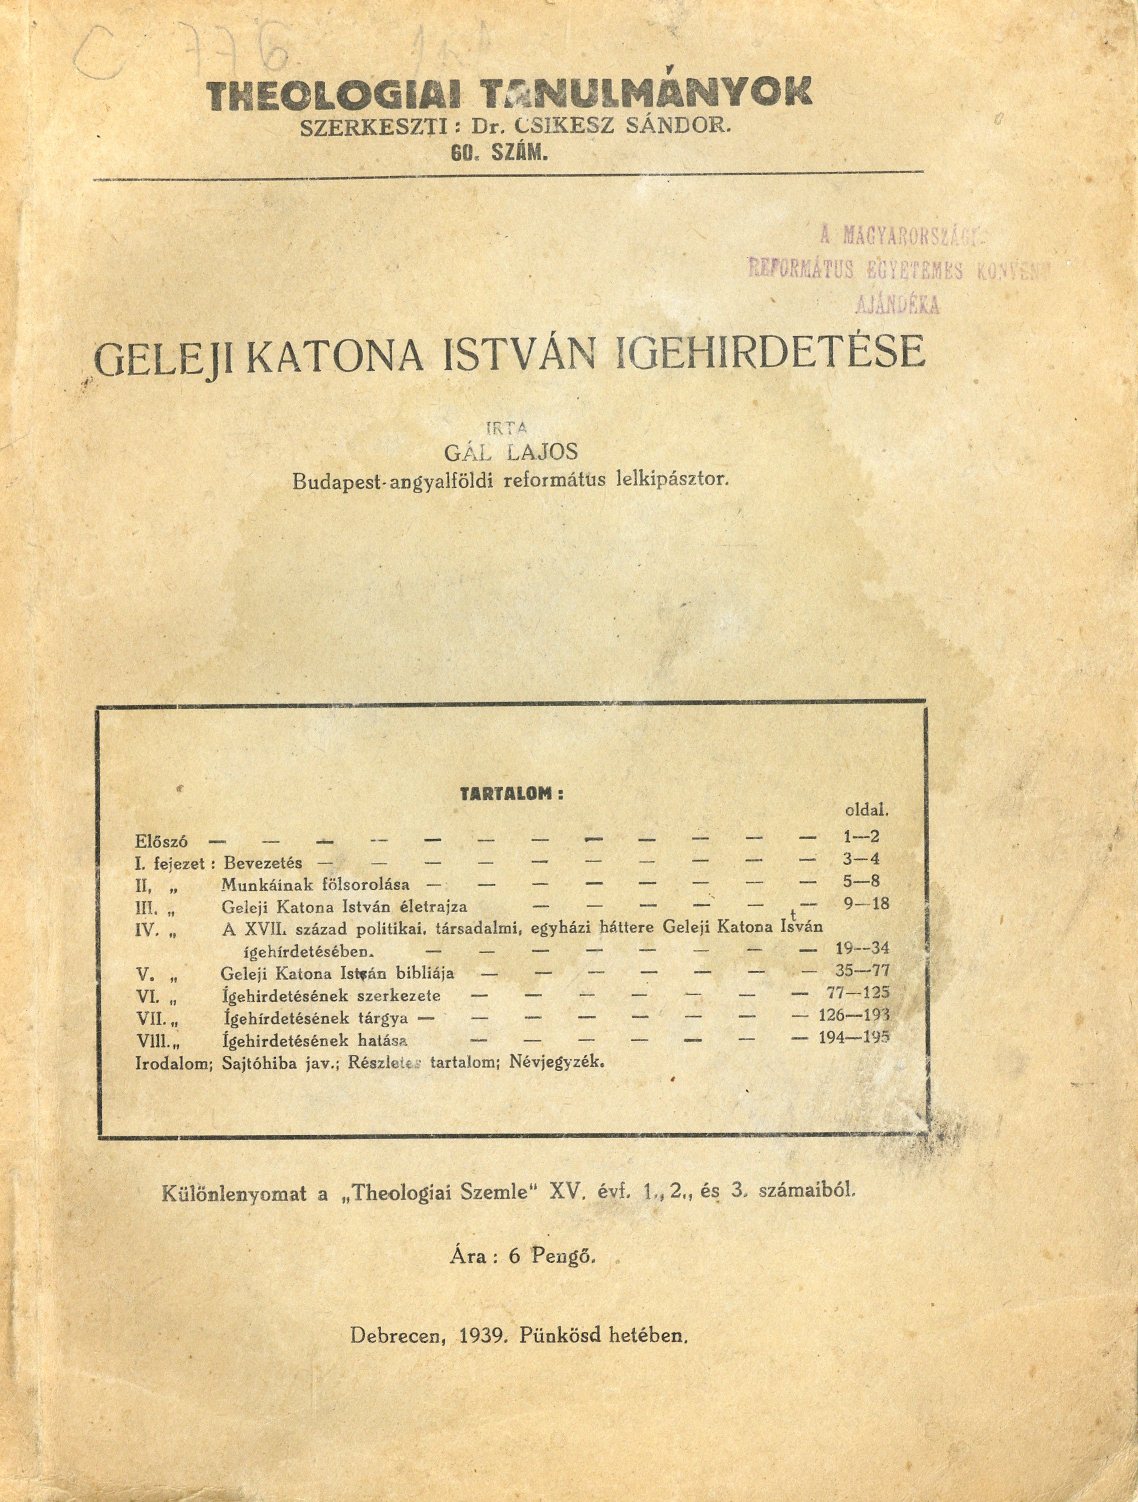 C 776
THEOLOGIAI TANULMÁNYOK
SZERKESZTI : Dr. CSIKESZ SÁNDOR.
60. SZÁM.
A MAGYARORSZÁGI
REFORMÁTUS EGYETEMES KONVENT
AJÁNDÉKA
GELEJI KATONA ISTVÁN IGEHIRDETÉSE
IRTA
GÁL LAJOS
Budapest-angyalföldi református lelkipásztor.
TARTALOM :
oldal.
Előszó — — — — — — — — — — — — 1—2
I. fejezet : Bevezetés — — — — — — — — — — 3—4
II, „ Munkáinak fölsorolása — — — — — — — — 5—8
III. „ Geleji Katona István életrajza — — — — — — 9—18
IV. „ A XVII. század politikai, társadalmi, egyházi háttere Geleji Katona István
ígehírdetésében. — — — — — — — — 19—34
V. „ Geleji Katona István bibliája — — — — — — — 35—77
VI. „ Ígehirdetésének szerkezete — — — — — — — 77—125
VII. „ Ígehírdetésének tárgya — — — — — — — — 126—193
VIII. „ Ígehirdetésének hatása — — — — — — — 194—195
Irodalom; Sajtóhiba jav.; Részletes tartalom; Névjegyzék.
Különlenyomat a „Theologiai Szemle“ XV. évf. 1., 2., és 3. számaiból.
Ára : 6 Pengő.
Debrecen, 1939. Pünkösd hetében.